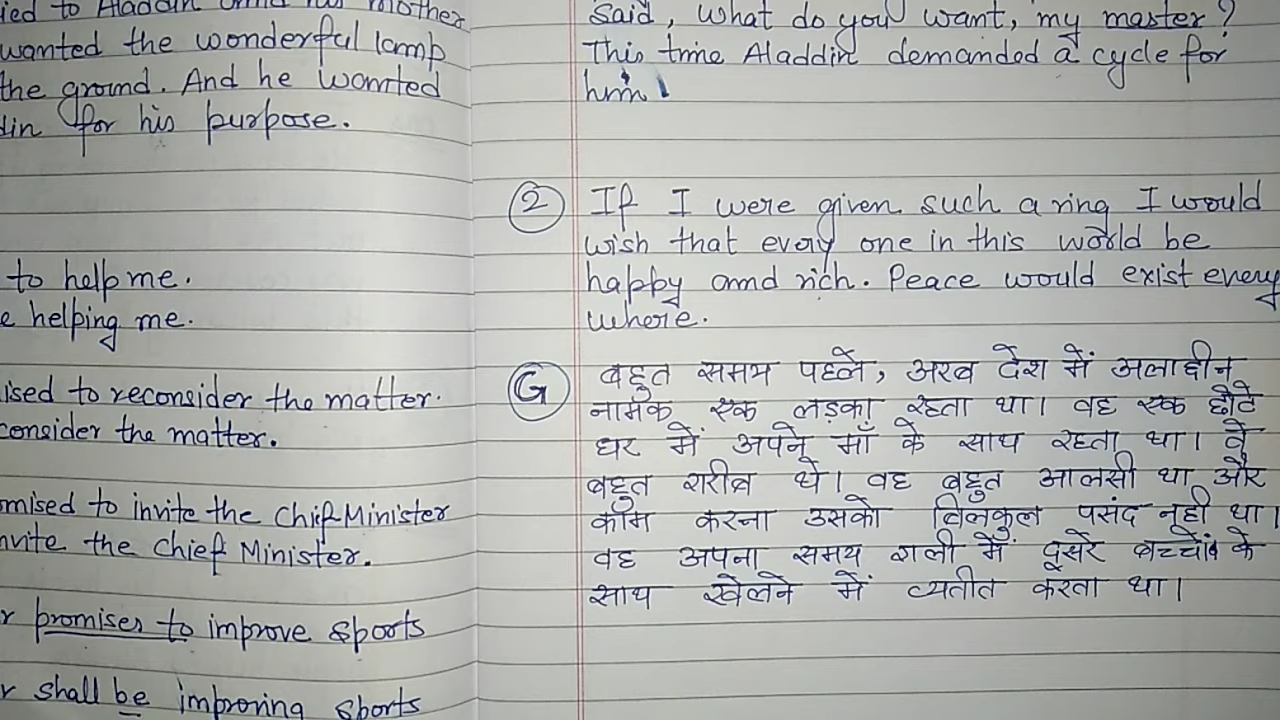 lied to Aladdin and his mother
wanted the wonderful lamp
the ground. And he wanted
din for his purpose.
to help me.
e helping me.
ised to reconsider the matter.
consider the matter.
omised to invite the Chief Minister
nvite the Chief Minister.
r promises to improve sports
r shall be improving sports
said, what do you want, my master?
This time Aladdin demanded a cycle for
him
2 If I were given such a ring I would
wish that every one in this world be
happy and rich. Peace would exist every
where.
G बहुत समय पहले, अरब देश में अलाद्दीन
नामक एक लड़का रहता था। वह एक छोटे
घर में अपने माँ के साथ रहता था। वे
बहुत गरीब थे। वह बहुत आलसी था और
काम करना उसको बिलकुल पसंद नही था।
वह अपना समय गली में दूसरे बच्चों के
साथ खेलने में व्यतीत करता था।